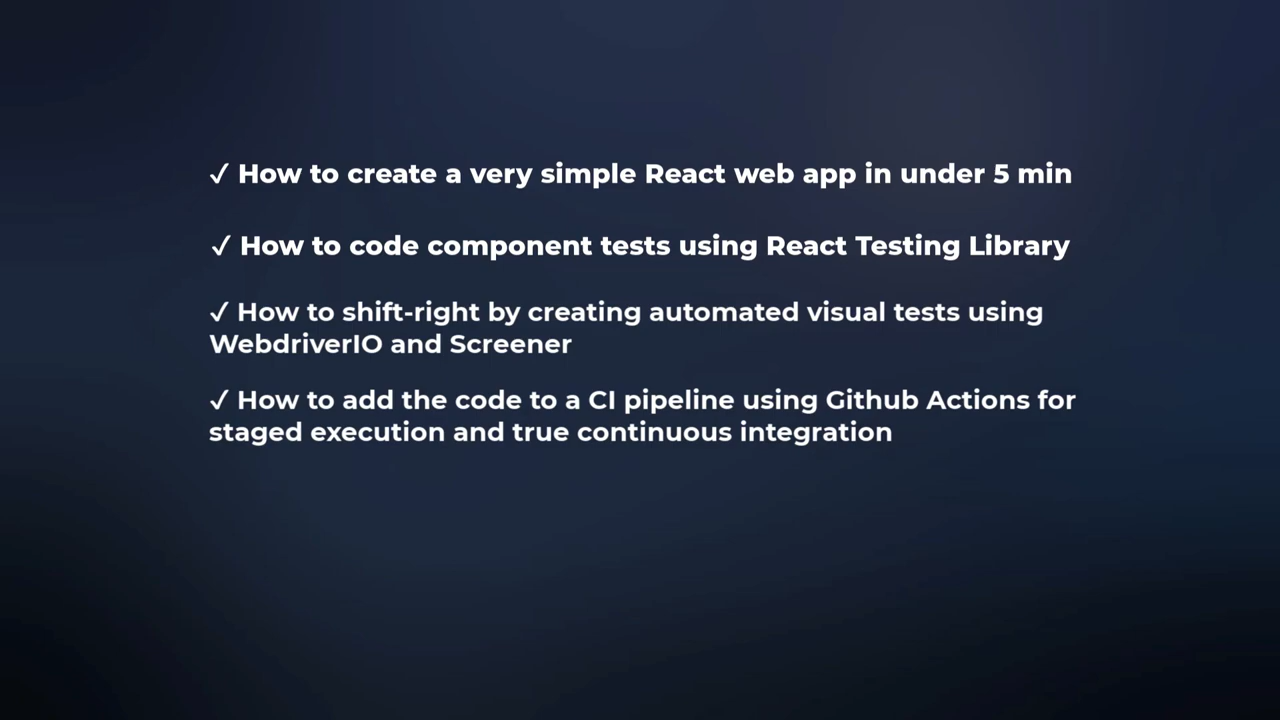 ✓ How to create a very simple React web app in under 5 min
✓ How to code component tests using React Testing Library
✓ How to shift-right by creating automated visual tests using
WebdriverIO and Screener
✓ How to add the code to a CI pipeline using Github Actions for
staged execution and true continuous integration